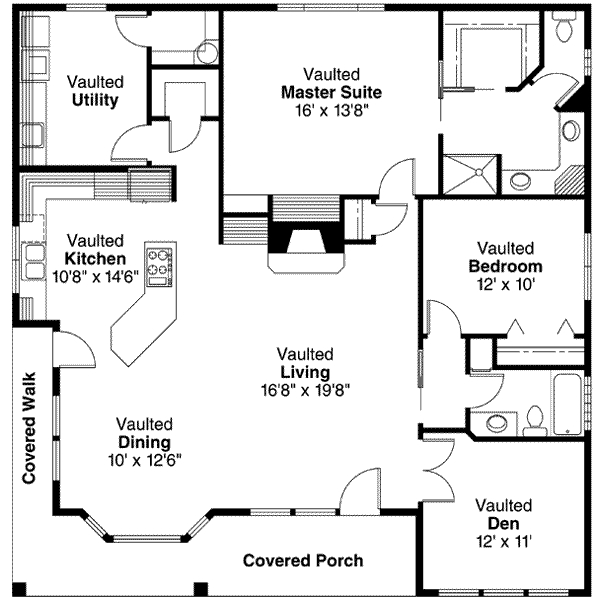 Vaulted
Utility
Vaulted
Master Suite
16' x 13'8"
Vaulted
Kitchen
10'8" x 14'6"
Vaulted
Bedroom
12' x 10'
Vaulted
Living
16'8" x 19'8"
Covered Walk
Vaulted
Dining
10' x 12'6"
Vaulted
Den
12' x 11'
Covered Porch